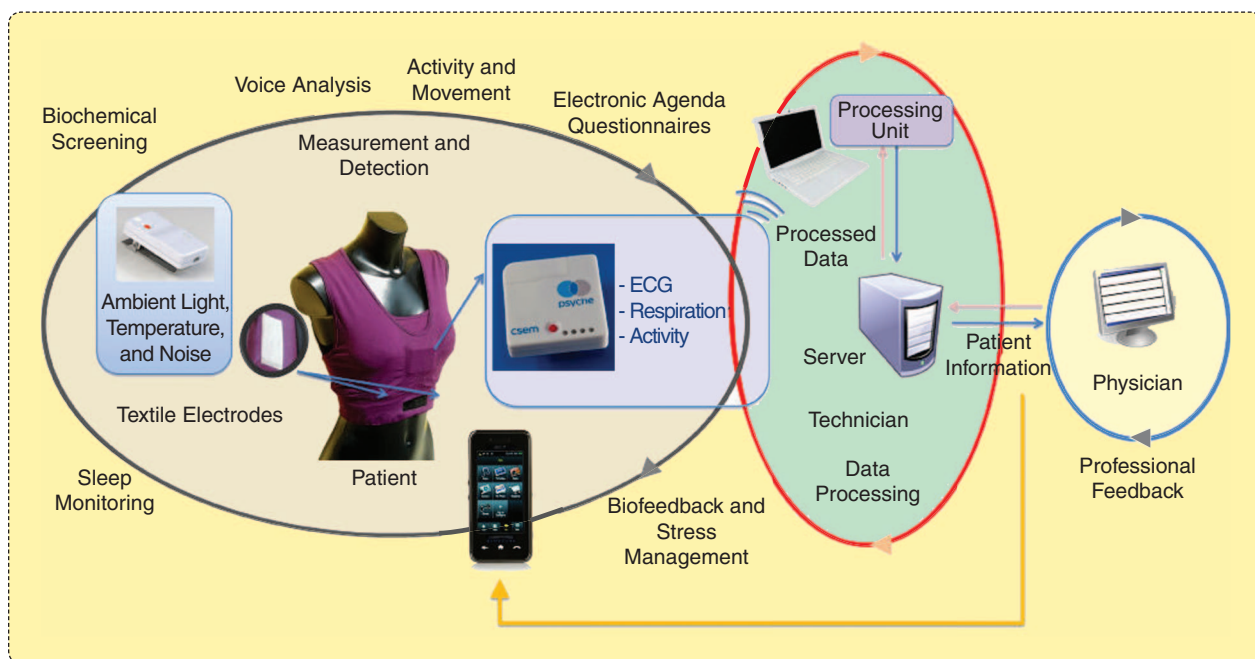 Voice Analysis
Activity and
Movement
Electronic Agenda
Questionnaires
Biochemical
Screening
Measurement and
Detection
Ambient Light,
Temperature,
and Noise
Textile Electrodes
Patient
Sleep
Monitoring
psyche
csem
- ECG
- Respiration
- Activity
Biofeedback and
Stress
Management
Processing
Unit
Processed
Data
Server
Technician
Data
Processing
Patient
Information
Physician
Professional
Feedback